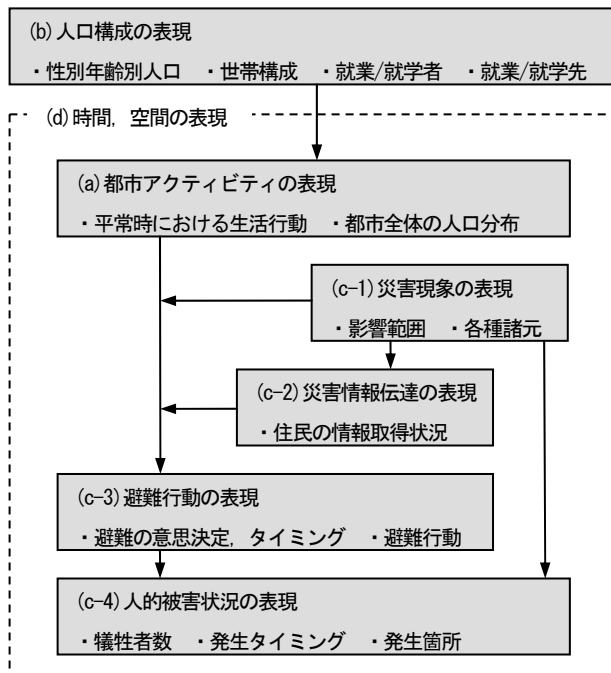 (b)人口構成の表現
・性別年齢別人口　・世帯構成　・就業/就学者　・就業/就学先
(d)時間，空間の表現
(a)都市アクティビティの表現
・平常時における生活行動　・都市全体の人口分布
(c-1)災害現象の表現
・影響範囲　・各種諸元
(c-2)災害情報伝達の表現
・住民の情報取得状況
(c-3)避難行動の表現
・避難の意思決定，タイミング　・避難行動
(c-4)人的被害状況の表現
・犠牲者数　・発生タイミング　・発生箇所